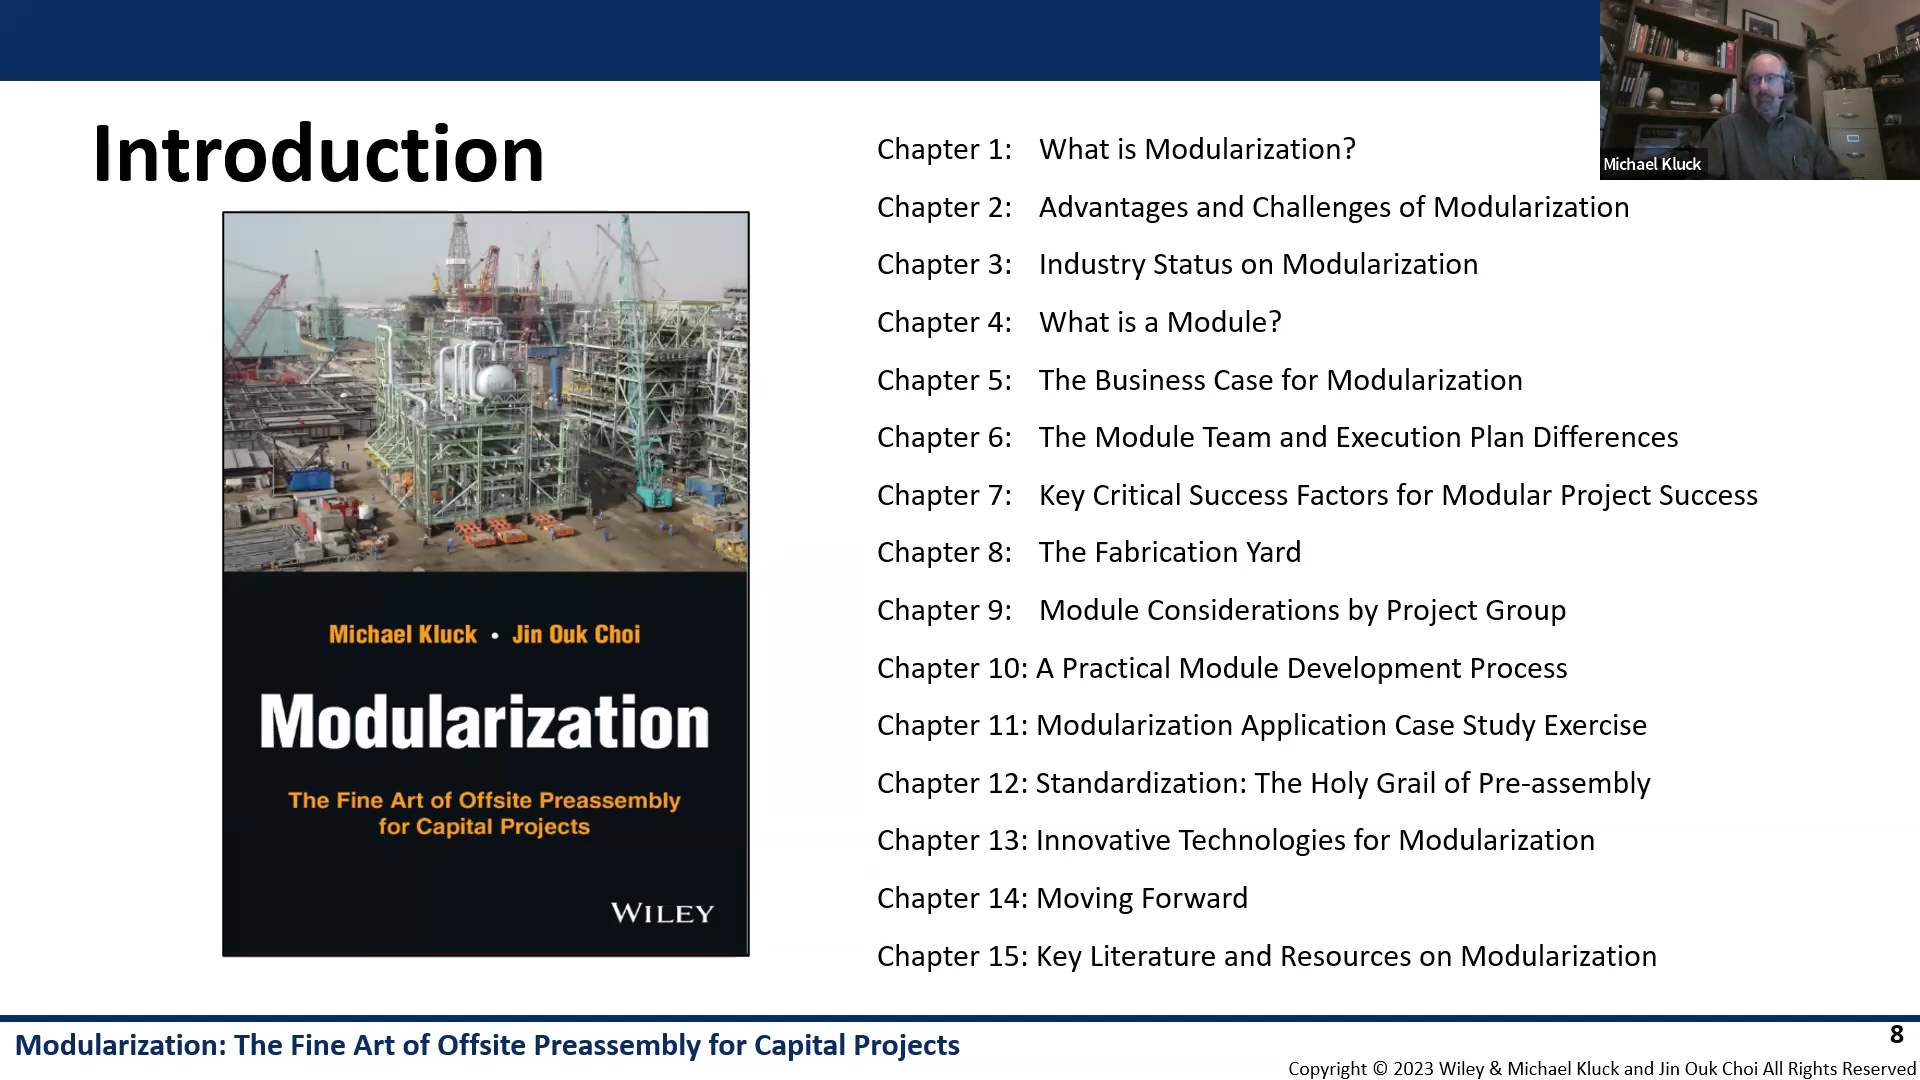 Introduction
Michael Kluck • Jin Ouk Choi
Modularization
The Fine Art of Offsite Preassembly
for Capital Projects
WILEY
Chapter 1: What is Modularization?
Chapter 2: Advantages and Challenges of Modularization
Chapter 3: Industry Status on Modularization
Chapter 4: What is a Module?
Chapter 5: The Business Case for Modularization
Chapter 6: The Module Team and Execution Plan Differences
Chapter 7: Key Critical Success Factors for Modular Project Success
Chapter 8: The Fabrication Yard
Chapter 9: Module Considerations by Project Group
Chapter 10: A Practical Module Development Process
Chapter 11: Modularization Application Case Study Exercise
Chapter 12: Standardization: The Holy Grail of Pre-assembly
Chapter 13: Innovative Technologies for Modularization
Chapter 14: Moving Forward
Chapter 15: Key Literature and Resources on Modularization
Michael Kluck
Modularization: The Fine Art of Offsite Preassembly for Capital Projects
8
Copyright © 2023 Wiley & Michael Kluck and Jin Ouk Choi All Rights Reserved